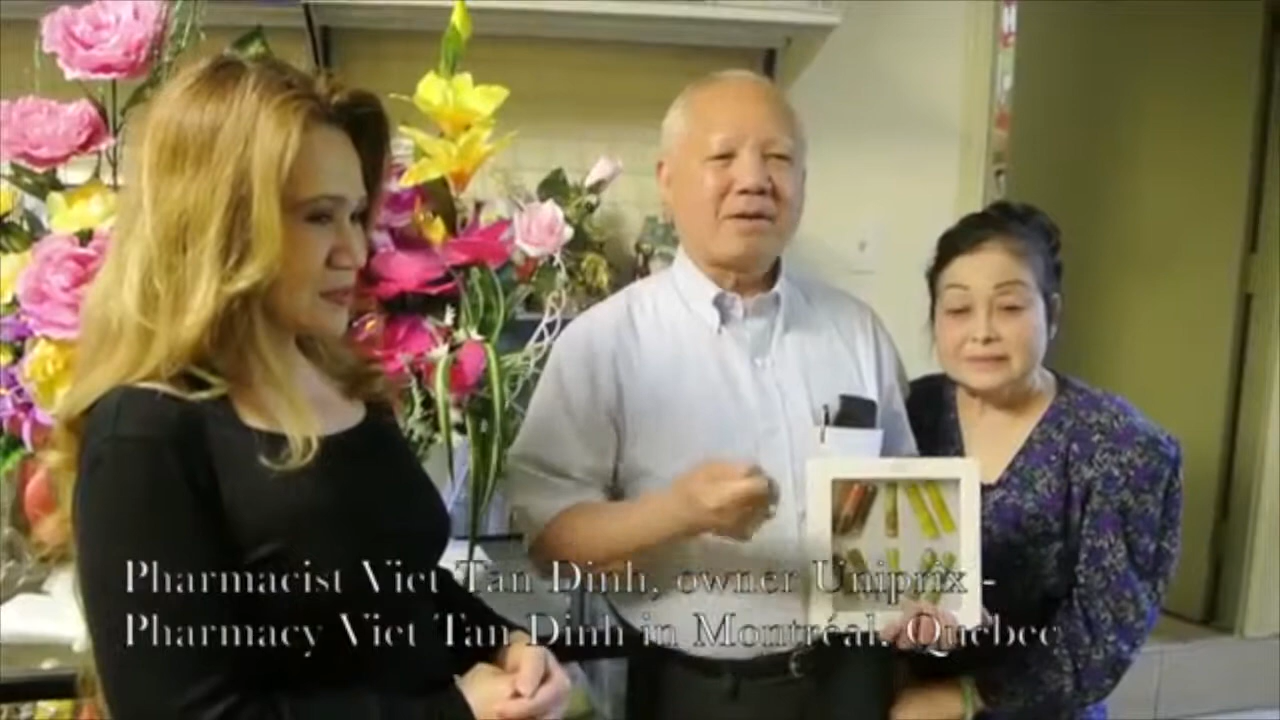 Pharmacist Viet Tan Dinh, owner Uniprix -
Pharmacy Viet Tan Dinh in Montréal, Quebec